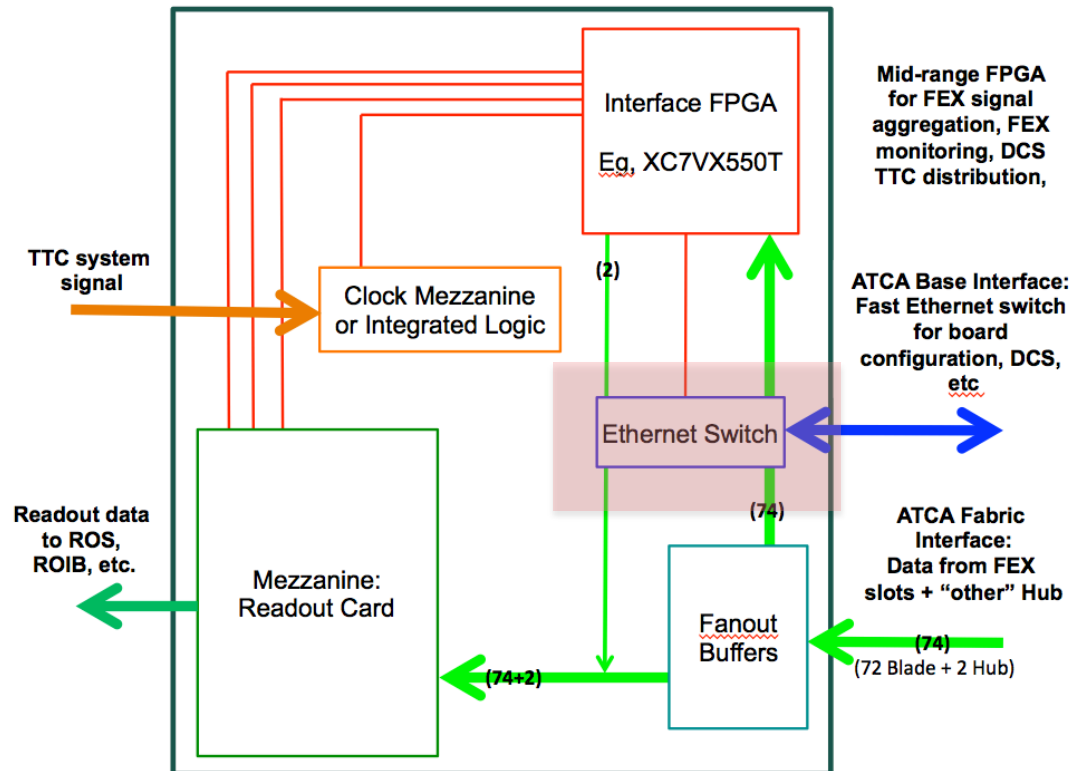 Interface FPGA
Eg, XC7VX550T
Mid-range FPGA
for FEX signal
aggregation, FEX
monitoring, DCS
TTC distribution,
TTC system
signal
Clock Mezzanine
or Integrated Logic
(2)
ATCA Base Interface:
Fast Ethernet switch
for board
configuration, DCS,
etc
Ethernet Switch
(74)
Readout data
to ROS,
ROIB, etc.
Mezzanine:
Readout Card
ATCA Fabric
Interface:
Data from FEX
slots + “other” Hub
Fanout
Buffers
(74)
(72 Blade + 2 Hub)
(74+2)